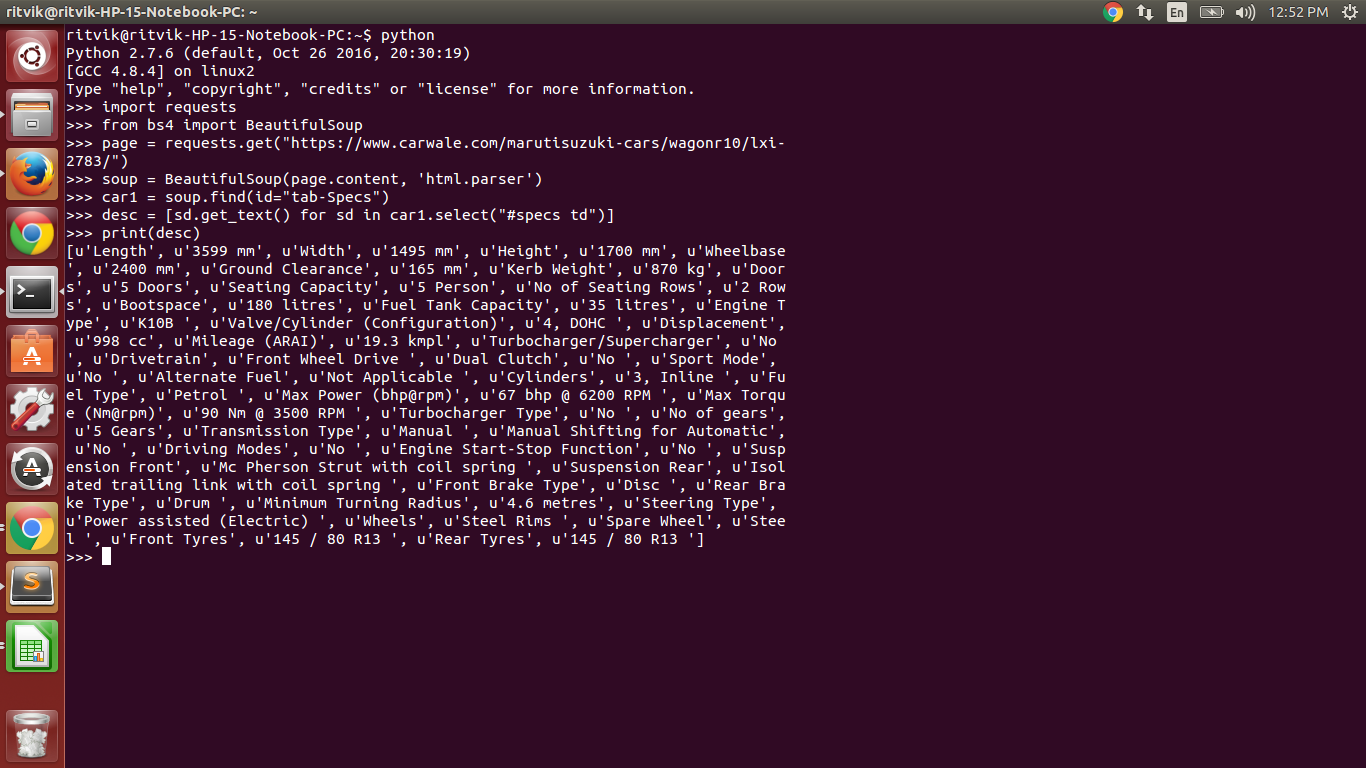 ritvik@ritvik-HP-15-Notebook-PC: ~
En
12:52 PM
ritvik@ritvik-HP-15-Notebook-PC:~$ python
Python 2.7.6 (default, Oct 26 2016, 20:30:19)
[GCC 4.8.4] on linux2
Type "help", "copyright", "credits" or "license" for more information.
>>> import requests
>>> from bs4 import BeautifulSoup
>>> page = requests.get("https://www.carwale.com/marutisuzuki-cars/wagonr10/lxi-
2783/")
>>> soup = BeautifulSoup(page.content, 'html.parser')
>>> car1 = soup.find(id="tab-Specs")
>>> desc = [sd.get_text() for sd in car1.select("#specs td")]
>>> print(desc)
[u'Length', u'3599 mm', u'Width', u'1495 mm', u'Height', u'1700 mm', u'Wheelbase
', u'2400 mm', u'Ground Clearance', u'165 mm', u'Kerb Weight', u'870 kg', u'Door
s', u'5 Doors', u'Seating Capacity', u'5 Person', u'No of Seating Rows', u'2 Row
s', u'Bootspace', u'180 litres', u'Fuel Tank Capacity', u'35 litres', u'Engine T
ype', u'K10B ', u'Valve/Cylinder (Configuration)', u'4, DOHC ', u'Displacement',
 u'998 cc', u'Mileage (ARAI)', u'19.3 kmpl', u'Turbocharger/Supercharger', u'No 
', u'Drivetrain', u'Front Wheel Drive ', u'Dual Clutch', u'No ', u'Sport Mode', 
u'No ', u'Alternate Fuel', u'Not Applicable ', u'Cylinders', u'3, Inline ', u'Fu
el Type', u'Petrol ', u'Max Power (bhp@rpm)', u'67 bhp @ 6200 RPM ', u'Max Torqu
e (Nm@rpm)', u'90 Nm @ 3500 RPM ', u'Turbocharger Type', u'No ', u'No of gears',
 u'5 Gears', u'Transmission Type', u'Manual ', u'Manual Shifting for Automatic',
 u'No ', u'Driving Modes', u'No ', u'Engine Start-Stop Function', u'No ', u'Susp
ension Front', u'Mc Pherson Strut with coil spring ', u'Suspension Rear', u'Isol
ated trailing link with coil spring ', u'Front Brake Type', u'Disc ', u'Rear Bra
ke Type', u'Drum ', u'Minimum Turning Radius', u'4.6 metres', u'Steering Type', 
u'Power assisted (Electric) ', u'Wheels', u'Steel Rims ', u'Spare Wheel', u'Stee
l ', u'Front Tyres', u'145 / 80 R13 ', u'Rear Tyres', u'145 / 80 R13 ']
>>>